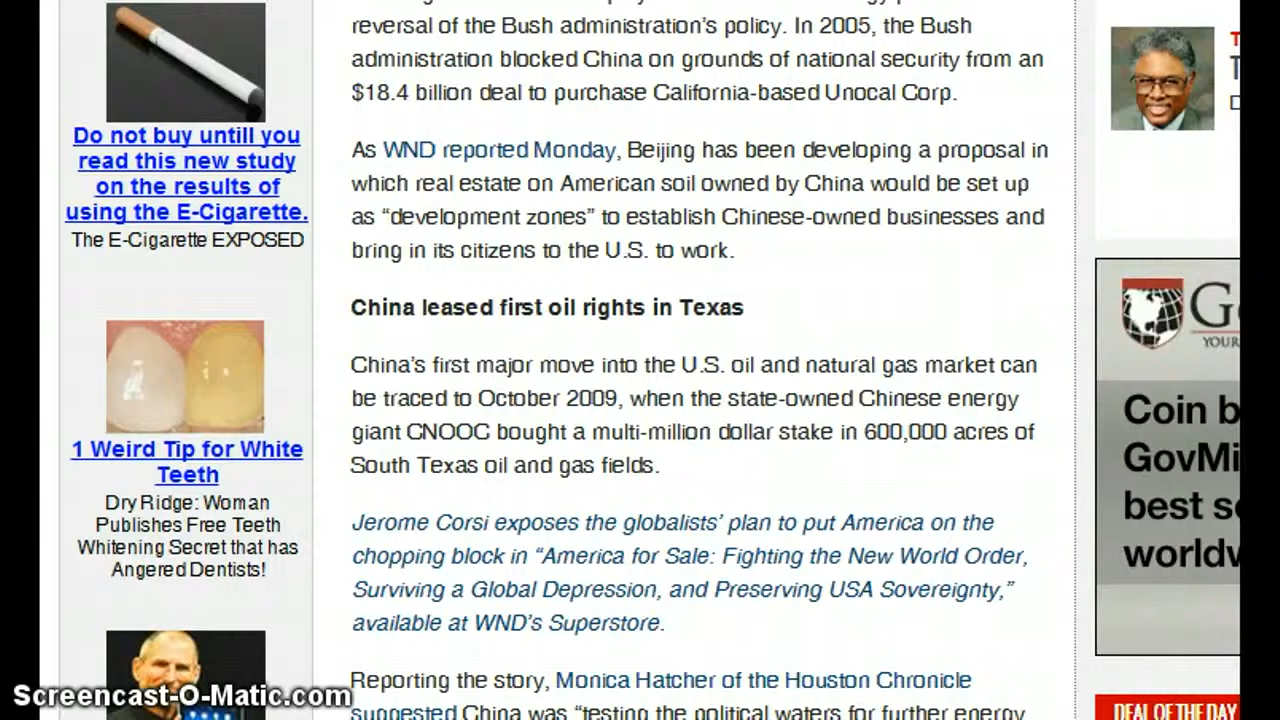 Do not buy untill you
read this new study
on the results of
using the E-Cigarette.
The E-Cigarette EXPOSED
1 Weird Tip for White
Teeth
Dry Ridge: Woman
Publishes Free Teeth
Whitening Secret that has
Angered Dentists!
reversal of the Bush administration's policy. In 2005, the Bush
administration blocked China on grounds of national security from an
$18.4 billion deal to purchase California-based Unocal Corp.
As WND reported Monday, Beijing has been developing a proposal in
which real estate on American soil owned by China would be set up
as “development zones” to establish Chinese-owned businesses and
bring in its citizens to the U.S. to work.
China leased first oil rights in Texas
China's first major move into the U.S. oil and natural gas market can
be traced to October 2009, when the state-owned Chinese energy
giant CNOOC bought a multi-million dollar stake in 600,000 acres of
South Texas oil and gas fields.
Jerome Corsi exposes the globalists' plan to put America on the
chopping block in “America for Sale: Fighting the New World Order,
Surviving a Global Depression, and Preserving USA Sovereignty,”
available at WND's Superstore.
Reporting the story, Monica Hatcher of the Houston Chronicle
suggested China was “testing the political waters for further energy
T
D
G
YOUR
Coin b
GovMi
best s
worldv
DEAL OF THE DAY
Screencast-O-Matic.com